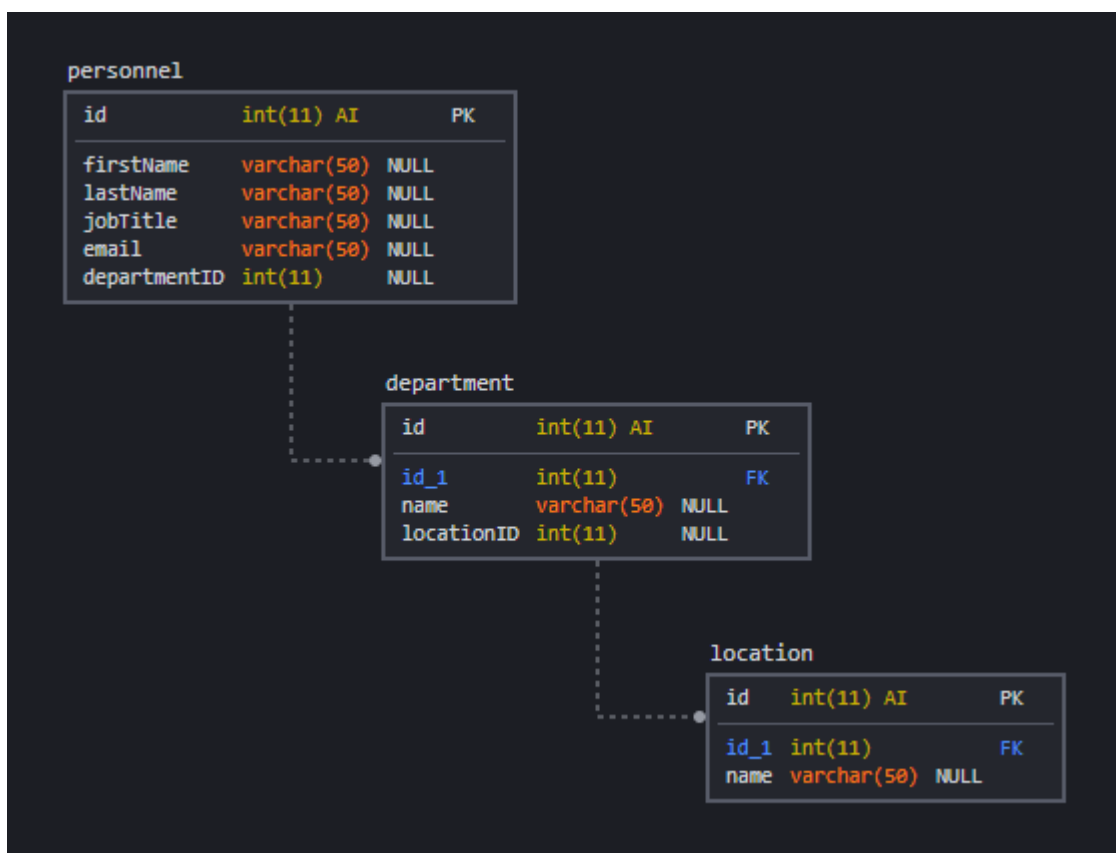 personnel
id int(11) AI PK
firstName varchar(50) NULL
lastName varchar(50) NULL
jobTitle varchar(50) NULL
email varchar(50) NULL
departmentID int(11) NULL
department
id int(11) AI PK
id_1 int(11) FK
name varchar(50) NULL
locationID int(11) NULL
location
id int(11) AI PK
id_1 int(11) FK
name varchar(50) NULL